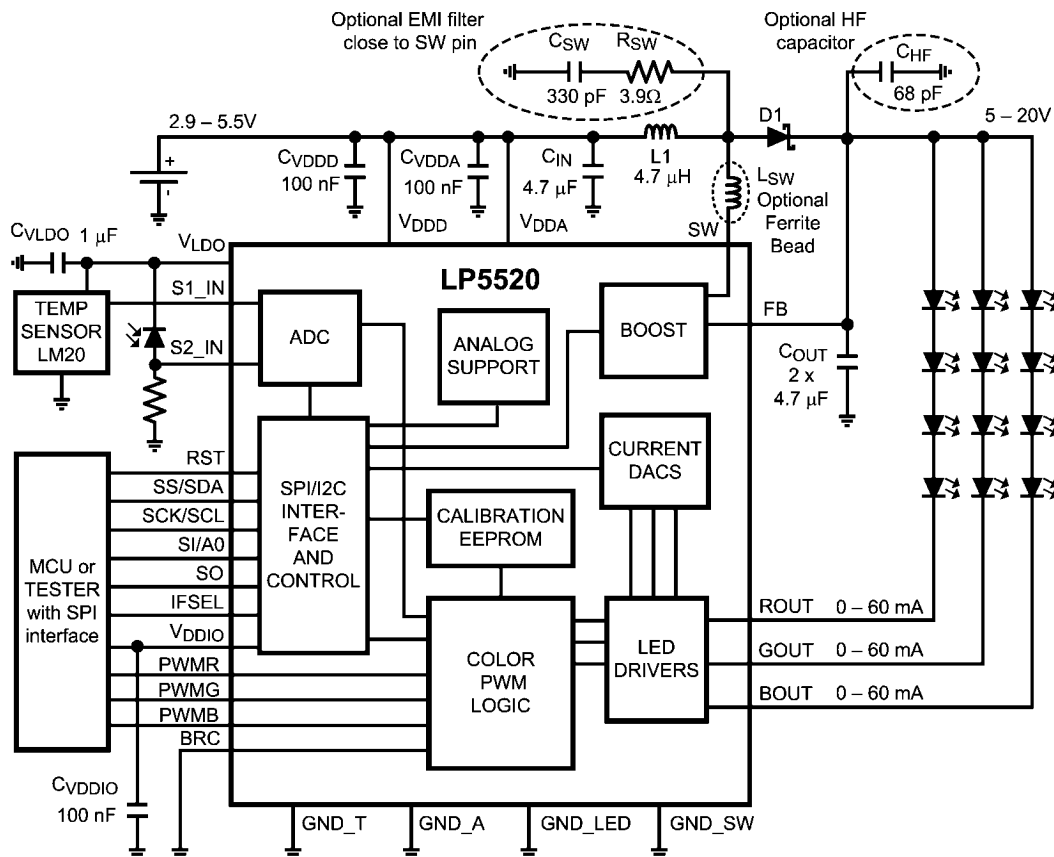 Optional EMI filter
close to SW pin
CSW
RSW
330 pF
3.9Ω
Optional HF
capacitor
CHF
68 pF
2.9 – 5.5V
D1
5 – 20V
+
-
CVDDD
100 nF
CVDDA
100 nF
CIN
4.7 µF
L1
4.7 µH
LSW
Optional
Ferrite
Bead
VDDD
VDDA
SW
CVLDO 1 µF
VLDO
LP5520
TEMP
SENSOR
LM20
S1_IN
S2_IN
ADC
ANALOG
SUPPORT
BOOST
FB
COUT
2 x
4.7 µF
CURRENT
DACS
MCU or
TESTER
with SPI
interface
RST
SS/SDA
SCK/SCL
SI/A0
SO
IFSEL
VDDIO
PWMR
PWMG
PWMB
BRC
SPI/I2C
INTER-
FACE
AND
CONTROL
CALIBRATION
EEPROM
COLOR
PWM
LOGIC
LED
DRIVERS
ROUT 0 – 60 mA
GOUT 0 – 60 mA
BOUT 0 – 60 mA
CVDDIO
100 nF
GND_T
GND_A
GND_LED
GND_SW